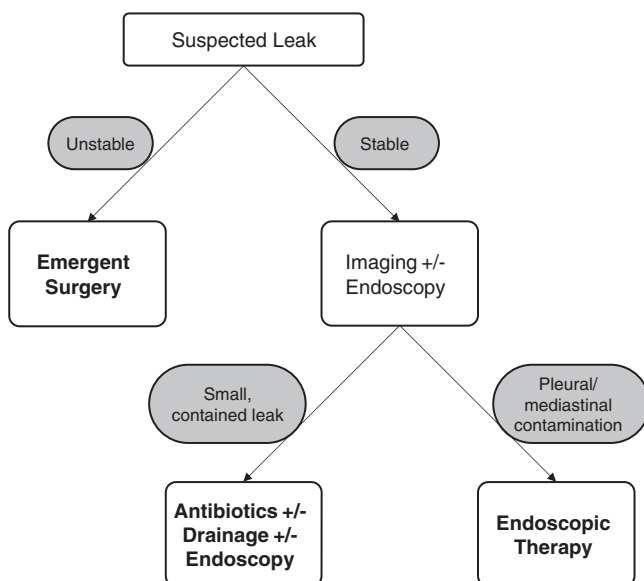 Suspected Leak
Unstable
Stable
Emergent
Surgery
Imaging +/-
Endoscopy
Small,
contained leak
Pleural/
mediastinal
contamination
Antibiotics +/-
Drainage +/-
Endoscopy
Endoscopic
Therapy